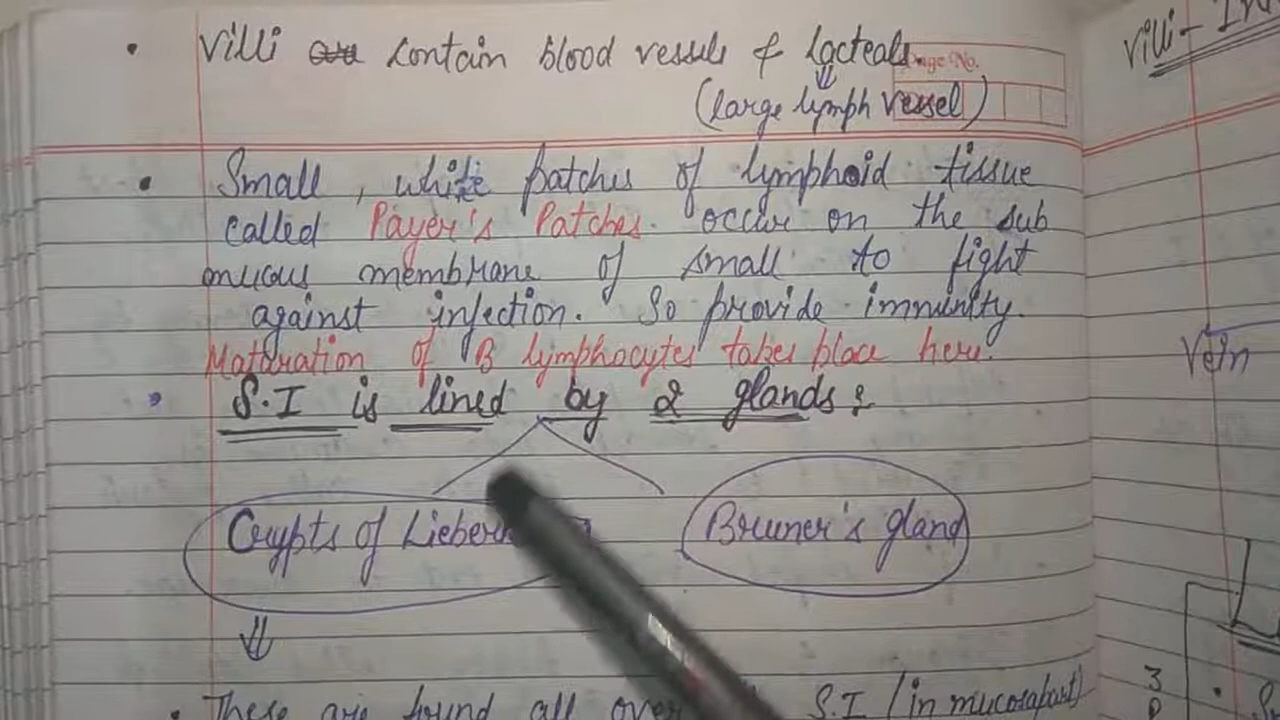 • Villi contain blood vessels & lacteals.
Page No.
(large lymph vessel)
• Small, white patches of lymphoid tissue
called Payer's Patches. occur on the sub
mucous membrane of small to fight
against infection. So provide immunity.
Maturation of B lymphocytes takes place here.
• S.I is lined by 2 glands:
Crypts of Lieberk
Bruner's gland
• These are found all over S.I (in mucosa part)
Villi -
Vein
3